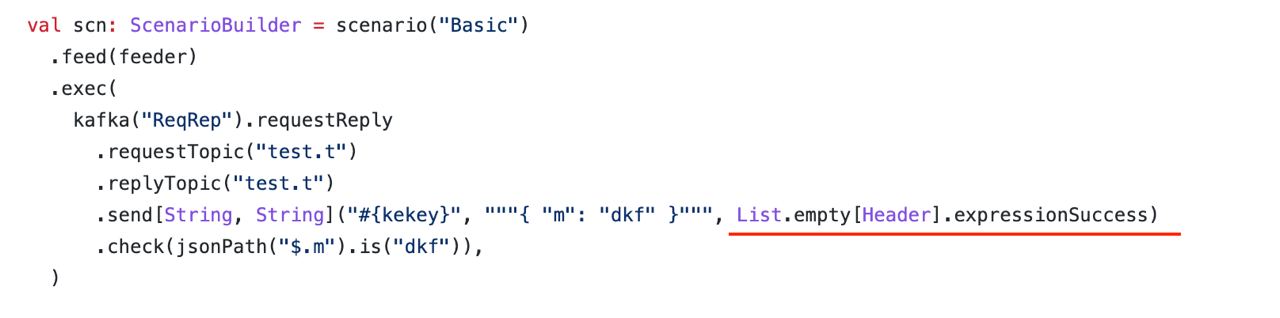 val scn: ScenarioBuilder = scenario("Basic")
  .feed(feeder)
  .exec(
    kafka("ReqRep").requestReply
      .requestTopic("test.t")
      .replyTopic("test.t")
      .send[String, String]("#{kekey}", """{ "m": "dkf" }""", List.empty[Header].expressionSuccess)
      .check(jsonPath("$.m").is("dkf")),
  )